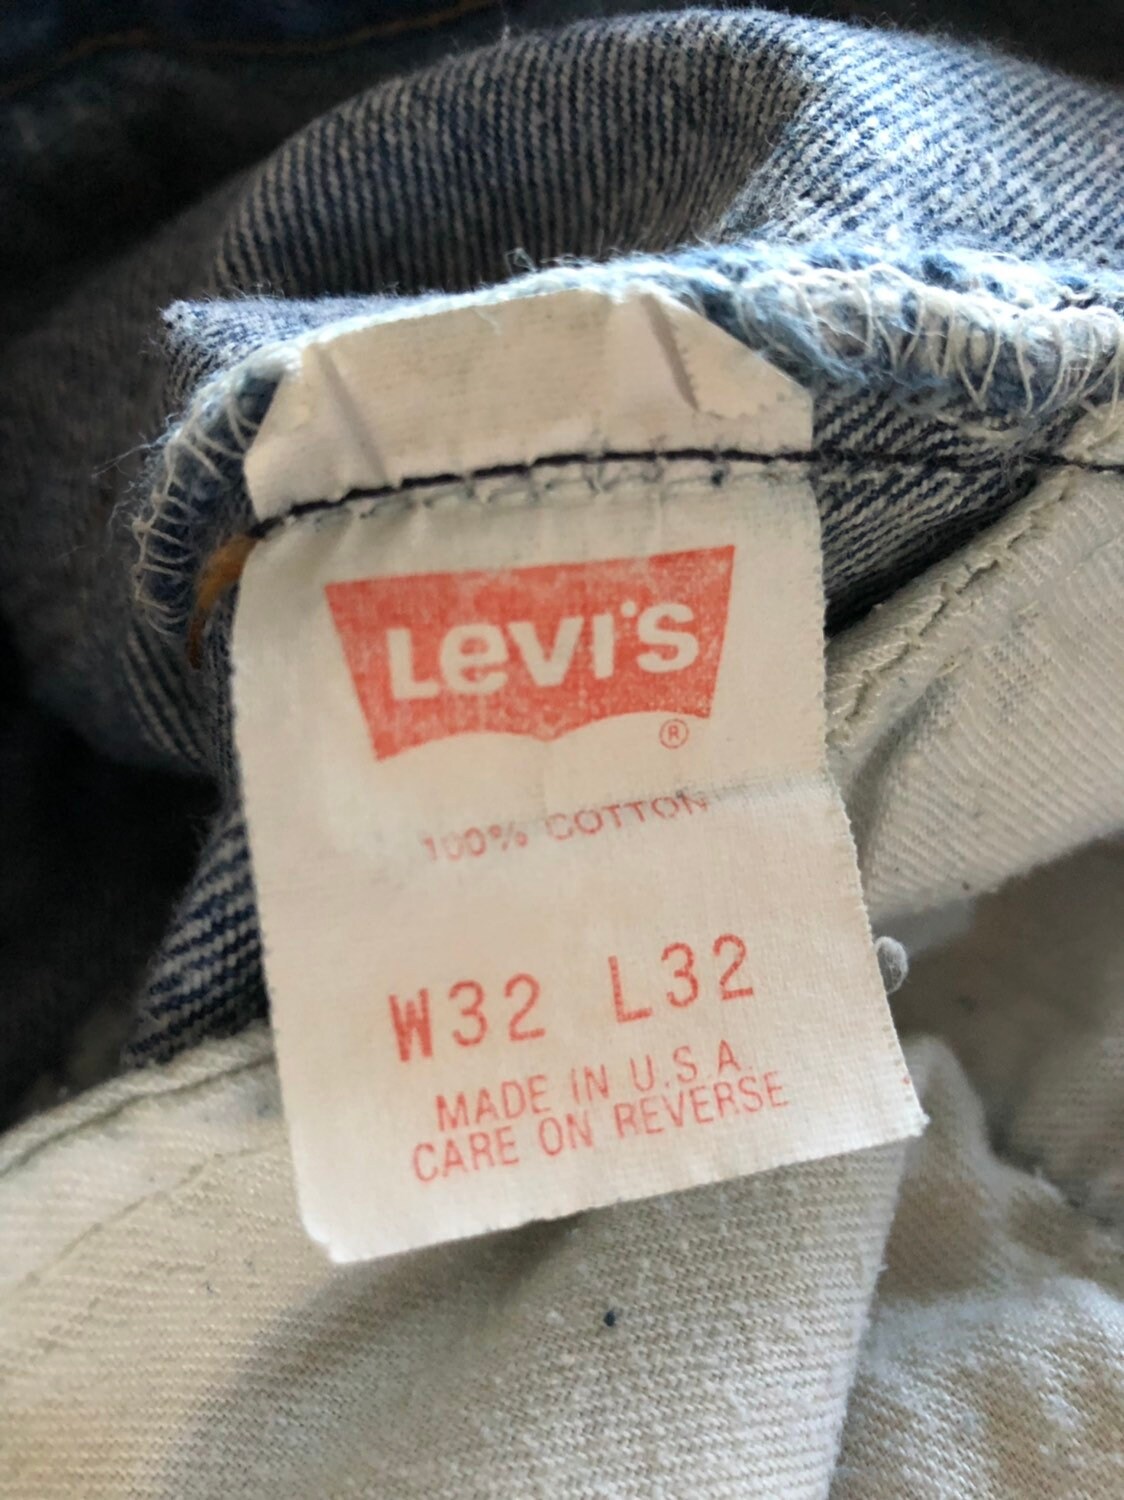 Levi's
®
100% COTTON
W32 L32
MADE IN U.S.A.
CARE ON REVERSE